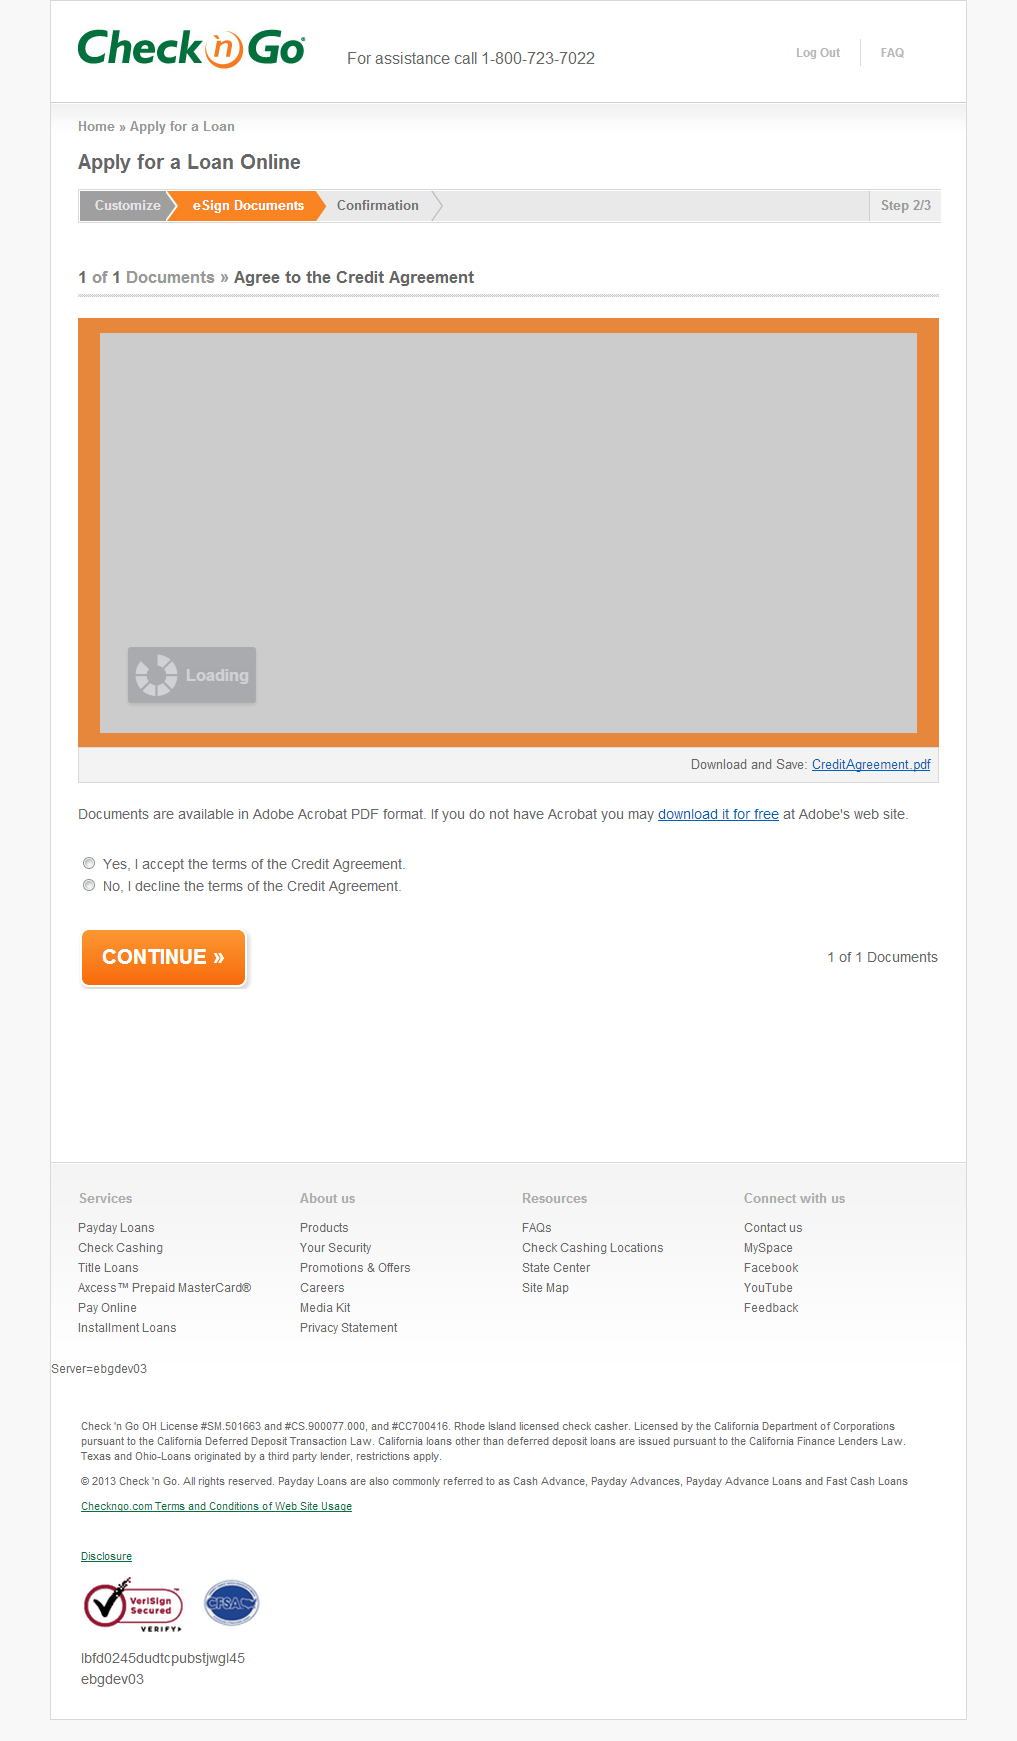 Check 'n Go
For assistance call 1-800-723-7022
Log Out
FAQ
Home » Apply for a Loan
Apply for a Loan Online
Customize
eSign Documents
Confirmation
Step 2/3
1 of 1 Documents » Agree to the Credit Agreement
Loading
Download and Save: CreditAgreement.pdf
Documents are available in Adobe Acrobat PDF format. If you do not have Acrobat you may download it for free at Adobe's web site.
Yes, I accept the terms of the Credit Agreement.
No, I decline the terms of the Credit Agreement.
CONTINUE »
1 of 1 Documents
Services
Payday Loans
Check Cashing
Title Loans
Axcess™ Prepaid MasterCard®
Pay Online
Installment Loans
About us
Products
Your Security
Promotions & Offers
Careers
Media Kit
Privacy Statement
Resources
FAQs
Check Cashing Locations
State Center
Site Map
Connect with us
Contact us
MySpace
Facebook
YouTube
Feedback
Server=ebgdev03
Check 'n Go OH License #SM.501663 and #CS.900077.000, and #CC700416. Rhode Island licensed check casher. Licensed by the California Department of Corporations
pursuant to the California Deferred Deposit Transaction Law. California loans other than deferred deposit loans are issued pursuant to the California Finance Lenders Law.
Texas and Ohio-Loans originated by a third party lender, restrictions apply.
© 2013 Check 'n Go. All rights reserved. Payday Loans are also commonly referred to as Cash Advance, Payday Advances, Payday Advance Loans and Fast Cash Loans
Checkngo.com Terms and Conditions of Web Site Usage
Disclosure
VeriSign
Secured
VERIFY
CFSA
lbfd0245dudtcpubstjwgl45
ebgdev03